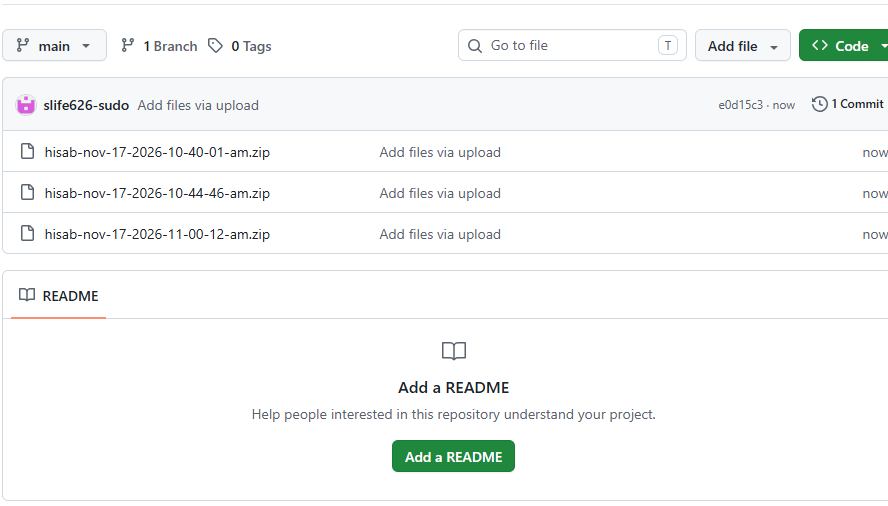 main 1 Branch 0 Tags Go to file T Add file Code
slife626-sudo Add files via upload e0d15c3 · now 1 Commit
hisab-nov-17-2026-10-40-01-am.zip Add files via upload now
hisab-nov-17-2026-10-44-46-am.zip Add files via upload now
hisab-nov-17-2026-11-00-12-am.zip Add files via upload now
README
Add a README
Help people interested in this repository understand your project.
Add a README